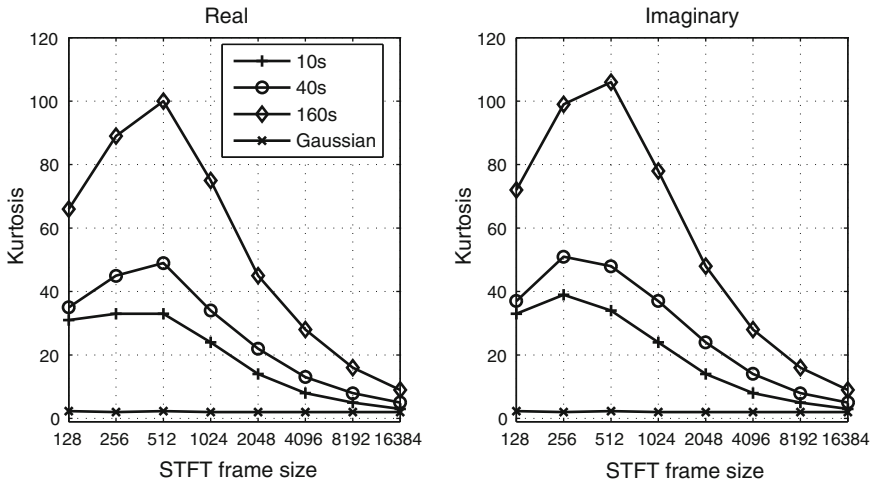 Real
Kurtosis
120
100
80
60
40
20
0
10s
40s
160s
Gaussian
128 256 512 1024 2048 4096 8192 16384
STFT frame size
Imaginary
Kurtosis
120
100
80
60
40
20
0
128 256 512 1024 2048 4096 8192 16384
STFT frame size